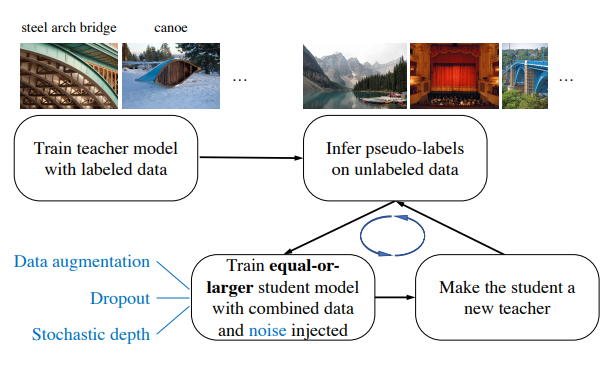 steel arch bridge
canoe
...
...
Train teacher model
with labeled data
Infer pseudo-labels
on unlabeled data
Data augmentation
Dropout
Stochastic depth
Train equal-or-
larger student model
with combined data
and noise injected
Make the student a
new teacher